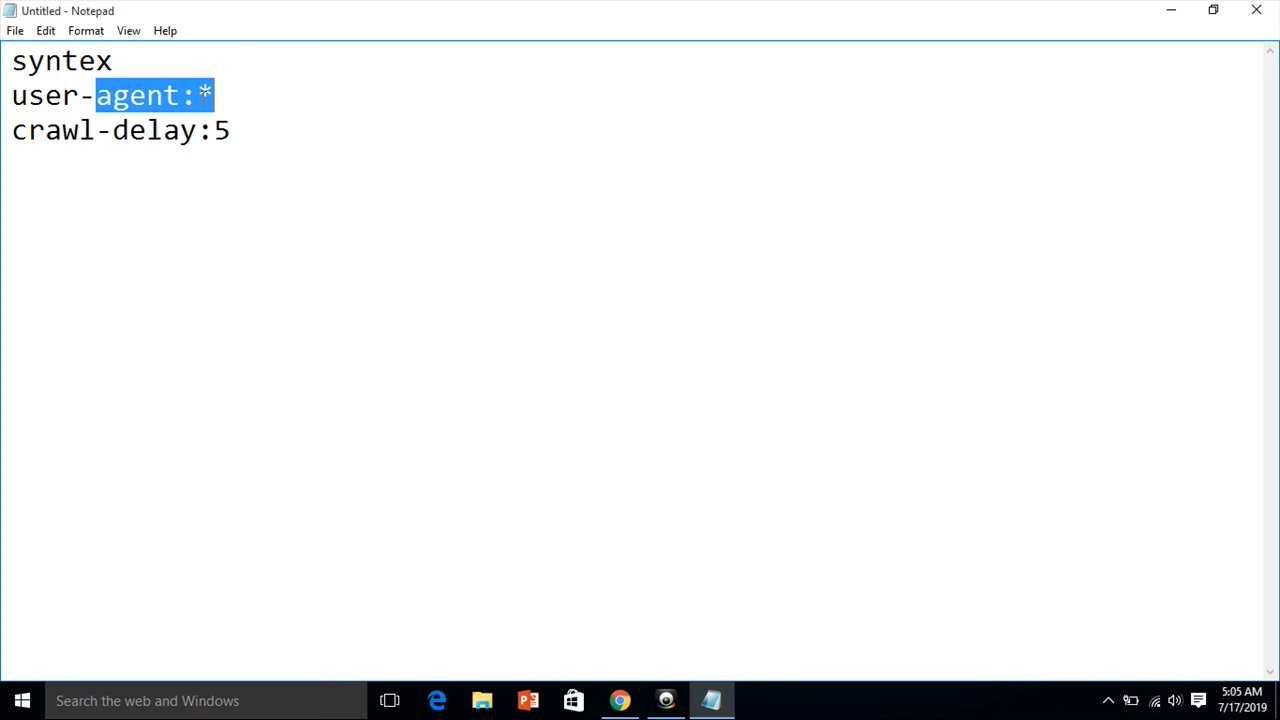 Untitled - Notepad
File Edit Format View Help
syntex
user-agent:*
crawl-delay:5
Search the web and Windows
5:05 AM
7/17/2019